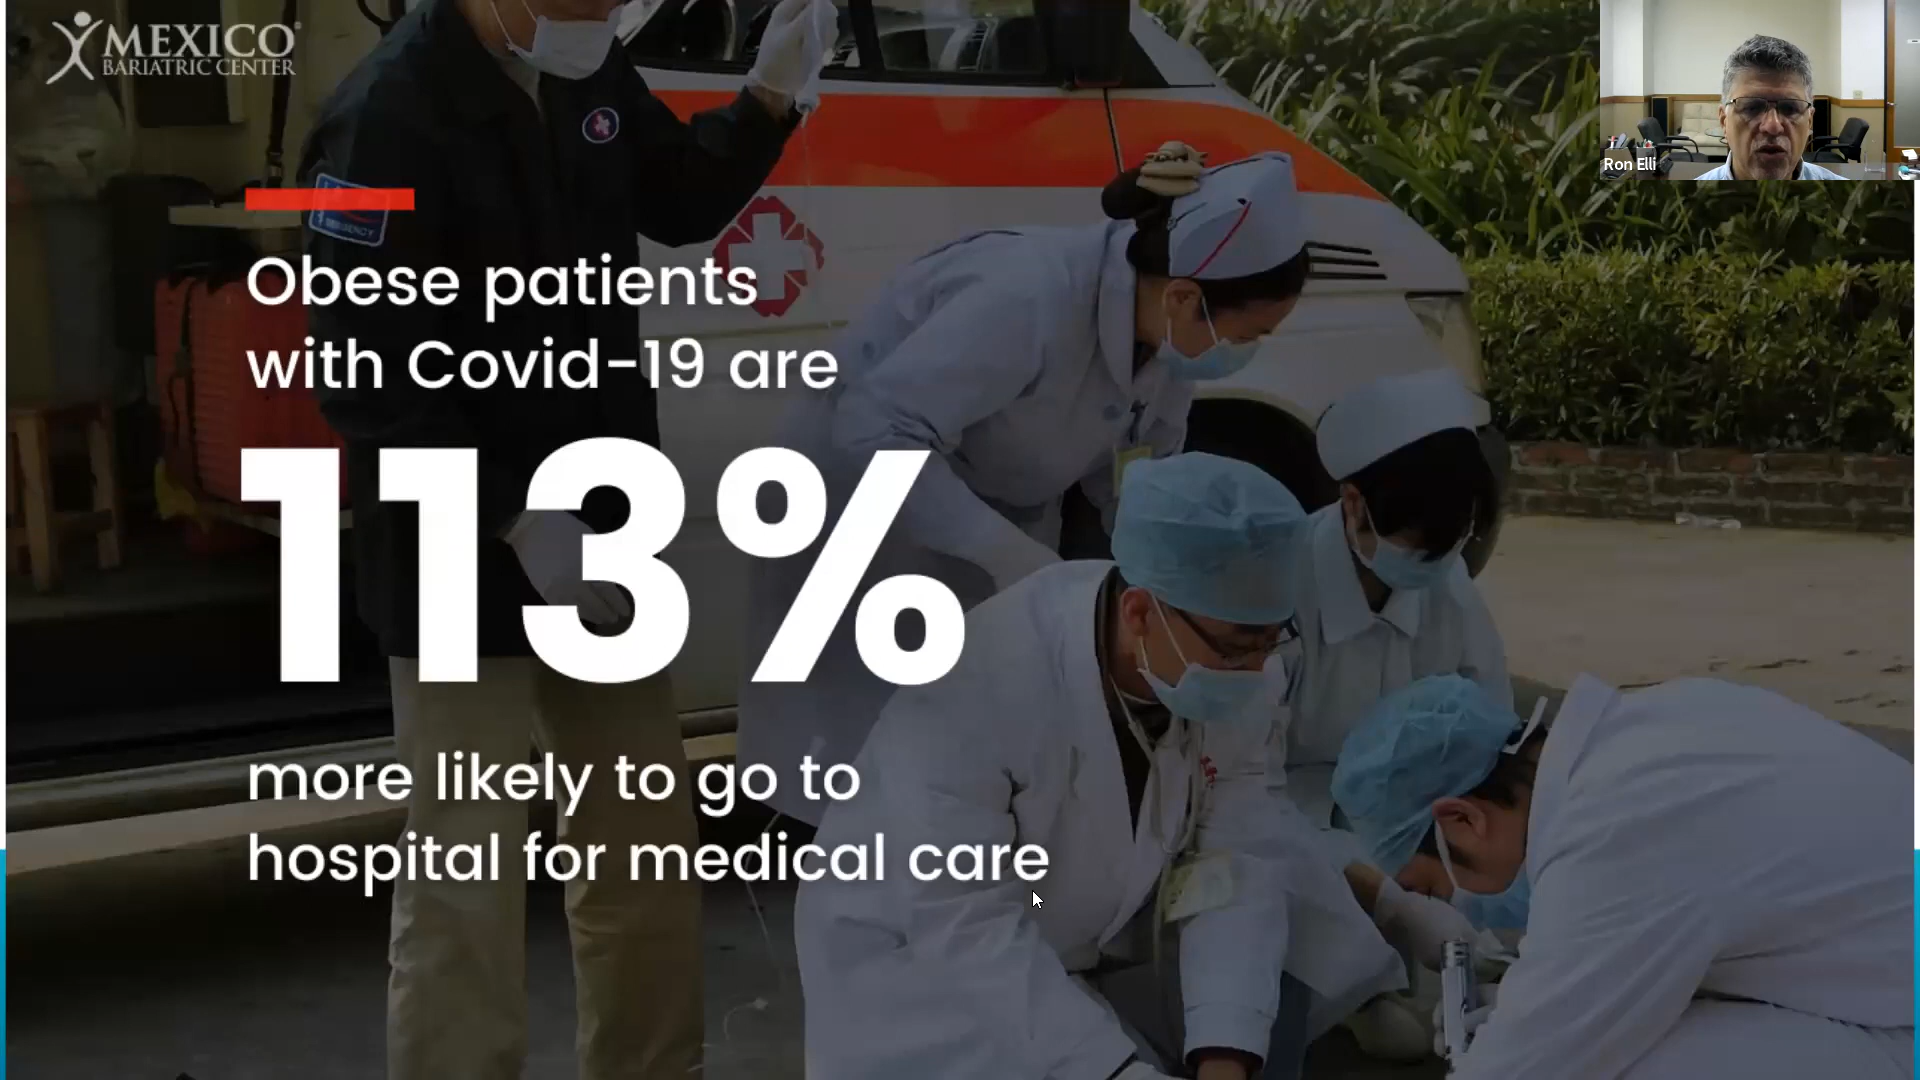 MEXICO®
BARIATRIC CENTER
Ron Elli
Obese patients
with Covid-19 are
113%
more likely to go to
hospital for medical care